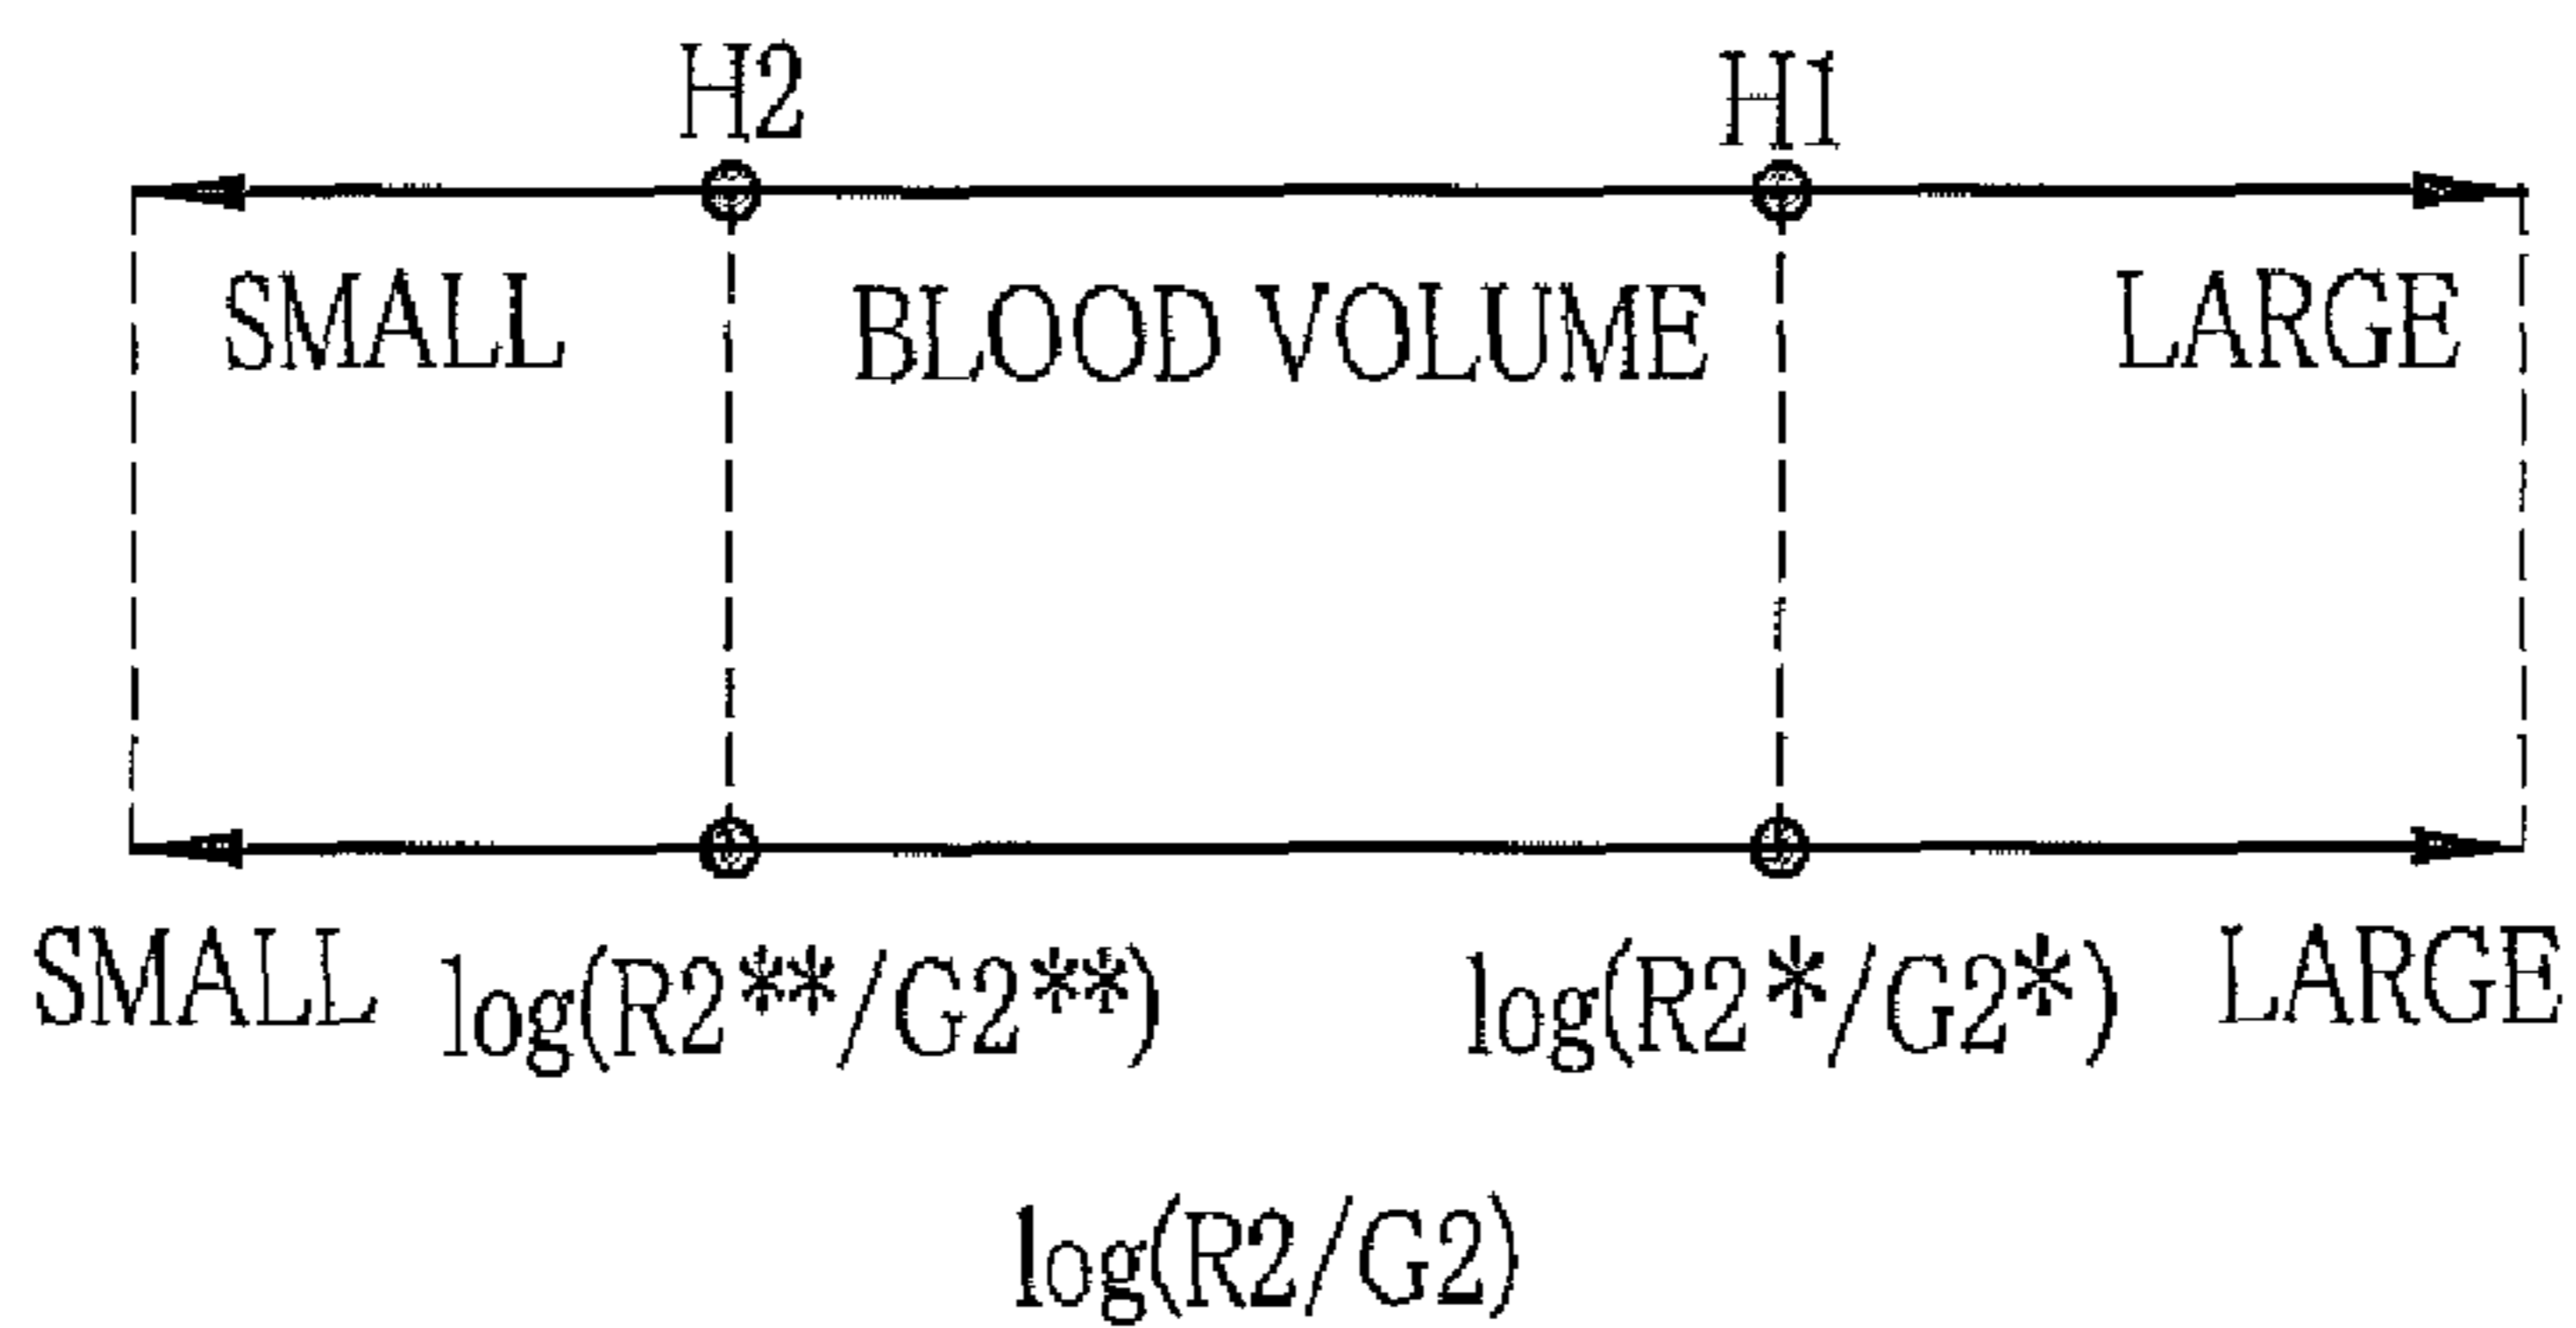 H2 H1
SMALL BLOOD VOLUME LARGE
SMALL log(R2**/G2**) log(R2*/G2*) LARGE
log(R2/G2)